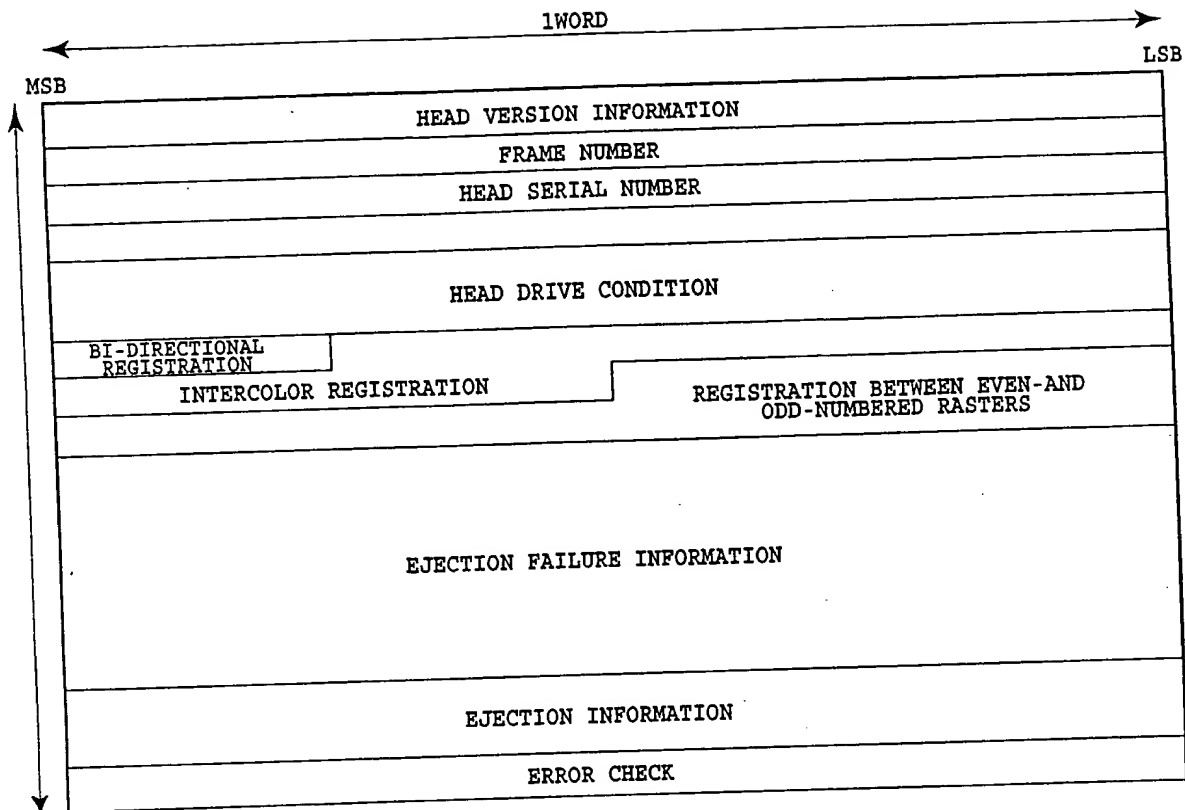 1WORD
MSB
LSB
HEAD VERSION INFORMATION
FRAME NUMBER
HEAD SERIAL NUMBER
HEAD DRIVE CONDITION
BI-DIRECTIONAL
REGISTRATION
INTERCOLOR REGISTRATION
REGISTRATION BETWEEN EVEN-AND
ODD-NUMBERED RASTERS
EJECTION FAILURE INFORMATION
EJECTION INFORMATION
ERROR CHECK